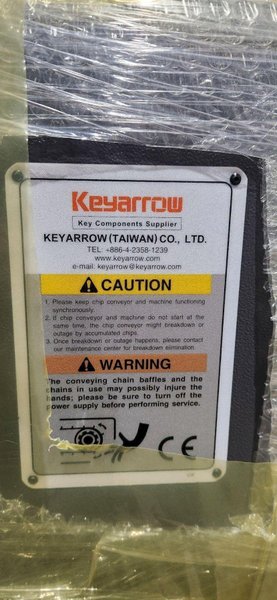 Keyarrow
Key Components Supplier
KEYARROW (TAIWAN) CO., LTD.
TEL: +886-4-2358-1239
www.keyarrow.com
e-mail: keyarrow@keyarrow.com
CAUTION
1. Please keep chip conveyor and machine functioning
synchronously.
2. If chip conveyor and machine do not start at the
same time, the chip conveyor might breakdown or
outage by accumulated chips.
3. Once breakdown or outage happens, please contact
our maintenance center for breakdown elimination.
WARNING
The conveying chain baffles and the
chains in use may possibly injure the
hands; please be sure to turn off the
power supply before performing service.
CE